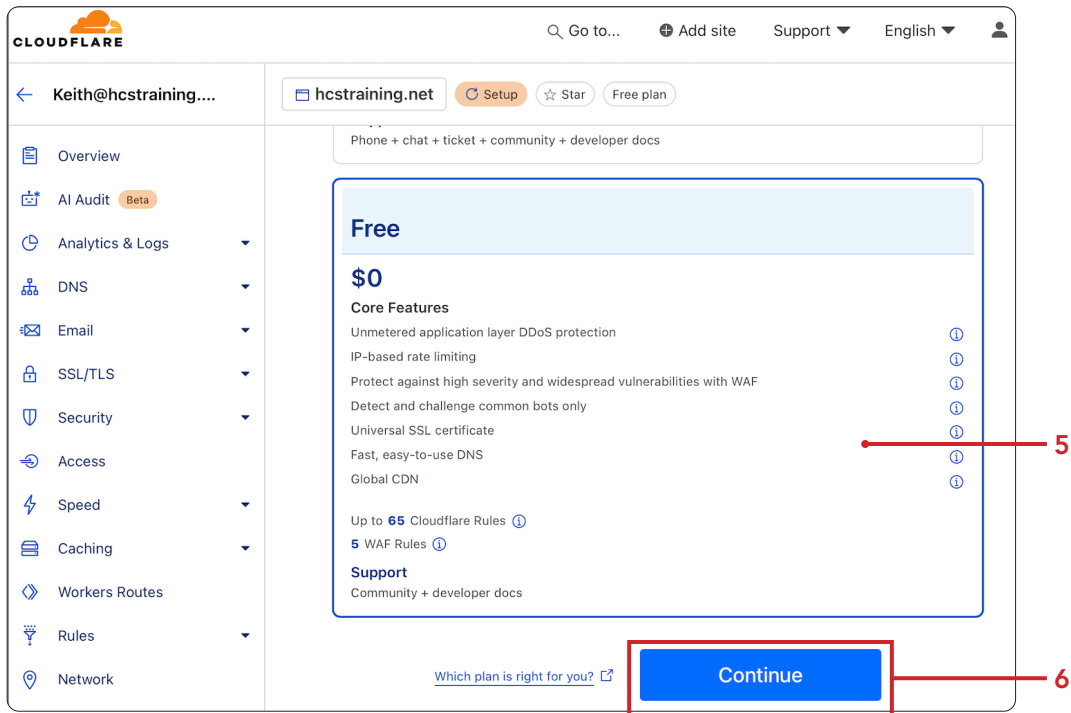 CLOUDFLARE
Go to...
Add site
Support
English
Keith@hcstraining....
hcstraining.net
Setup
Star
Free plan
Overview
AI Audit Beta
Analytics & Logs
DNS
Email
SSL/TLS
Security
Access
Speed
Caching
Workers Routes
Rules
Network
Phone + chat + ticket + community + developer docs
Free
$0
Core Features
Unmetered application layer DDoS protection
IP-based rate limiting
Protect against high severity and widespread vulnerabilities with WAF
Detect and challenge common bots only
Universal SSL certificate
Fast, easy-to-use DNS
Global CDN
Up to 65 Cloudflare Rules
5 WAF Rules
Support
Community + developer docs
Which plan is right for you?
Continue
5
6